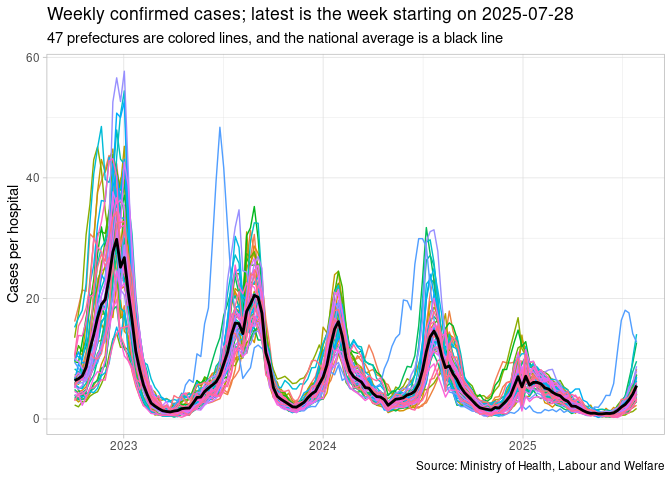 Weekly confirmed cases; latest is the week starting on 2025-07-28
47 prefectures are colored lines, and the national average is a black line
60
40
20
0
Cases per hospital
2023
2024
2025
Source: Ministry of Health, Labour and Welfare